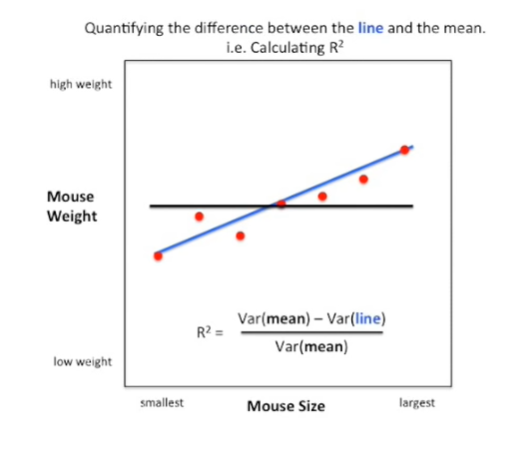 Quantifying the difference between the line and the mean.
i.e. Calculating R²
high weight
Mouse
Weight
R² =
Var(mean) – Var(line)
Var(mean)
low weight
smallest
Mouse Size
largest